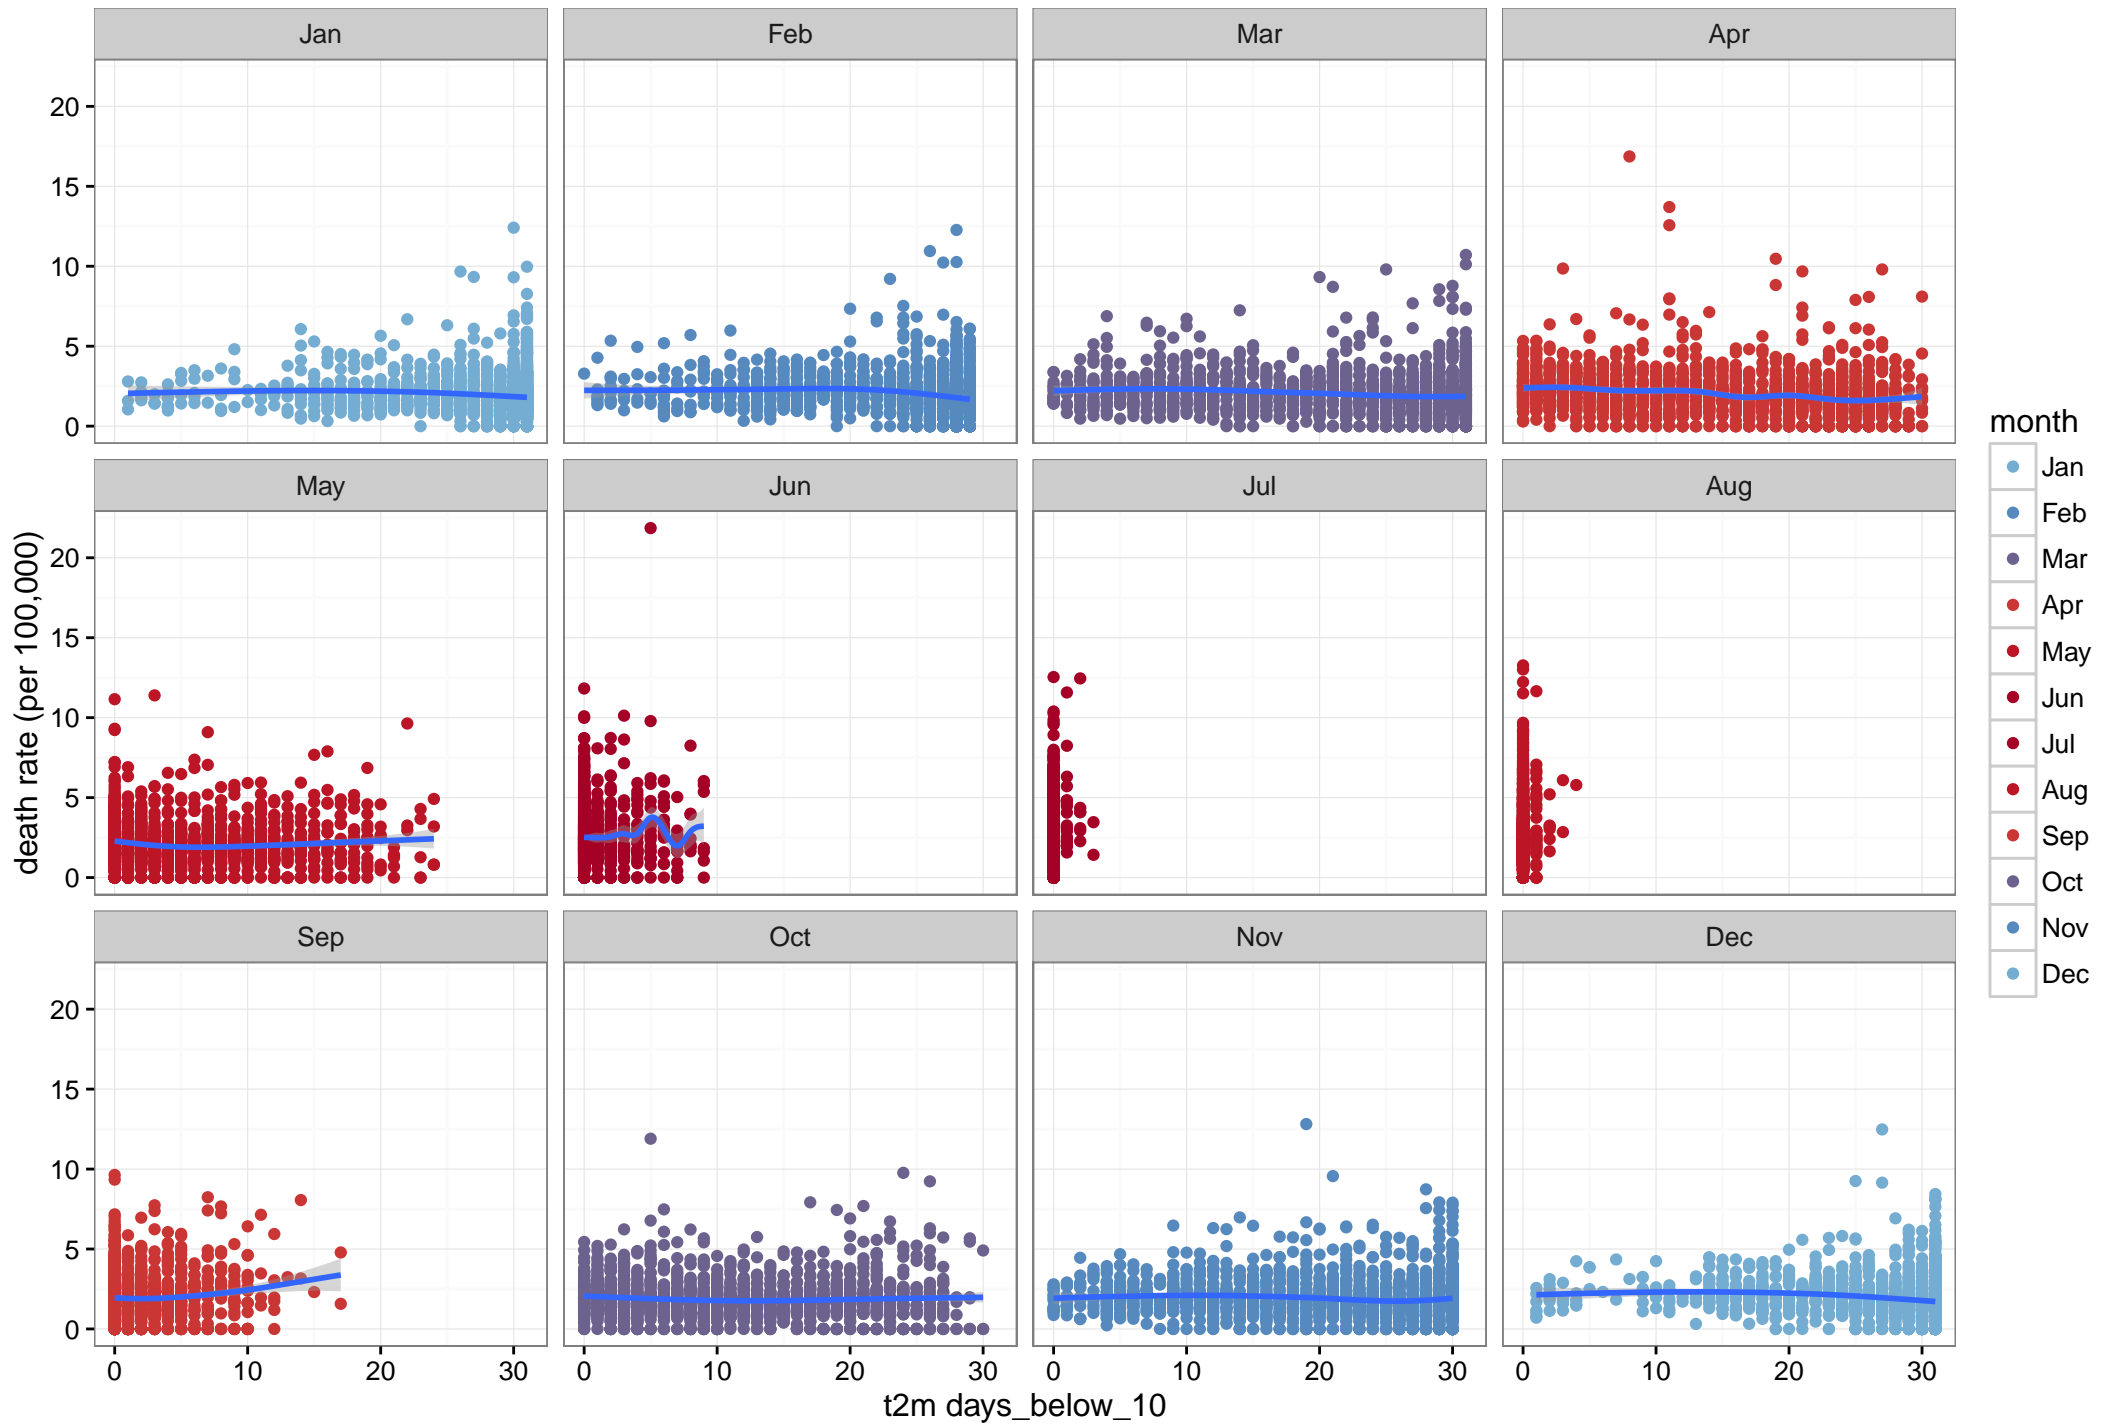 Jan Feb Mar Apr
20
15
10
5
0
May Jun Jul Aug
20
15
10
5
0
Sep Oct Nov Dec
20
15
10
5
0
0 10 20 30 0 10 20 30 0 10 20 30 0 10 20 30
t2m days_below_10
death rate (per 100,000)
month
Jan
Feb
Mar
Apr
May
Jun
Jul
Aug
Sep
Oct
Nov
Dec